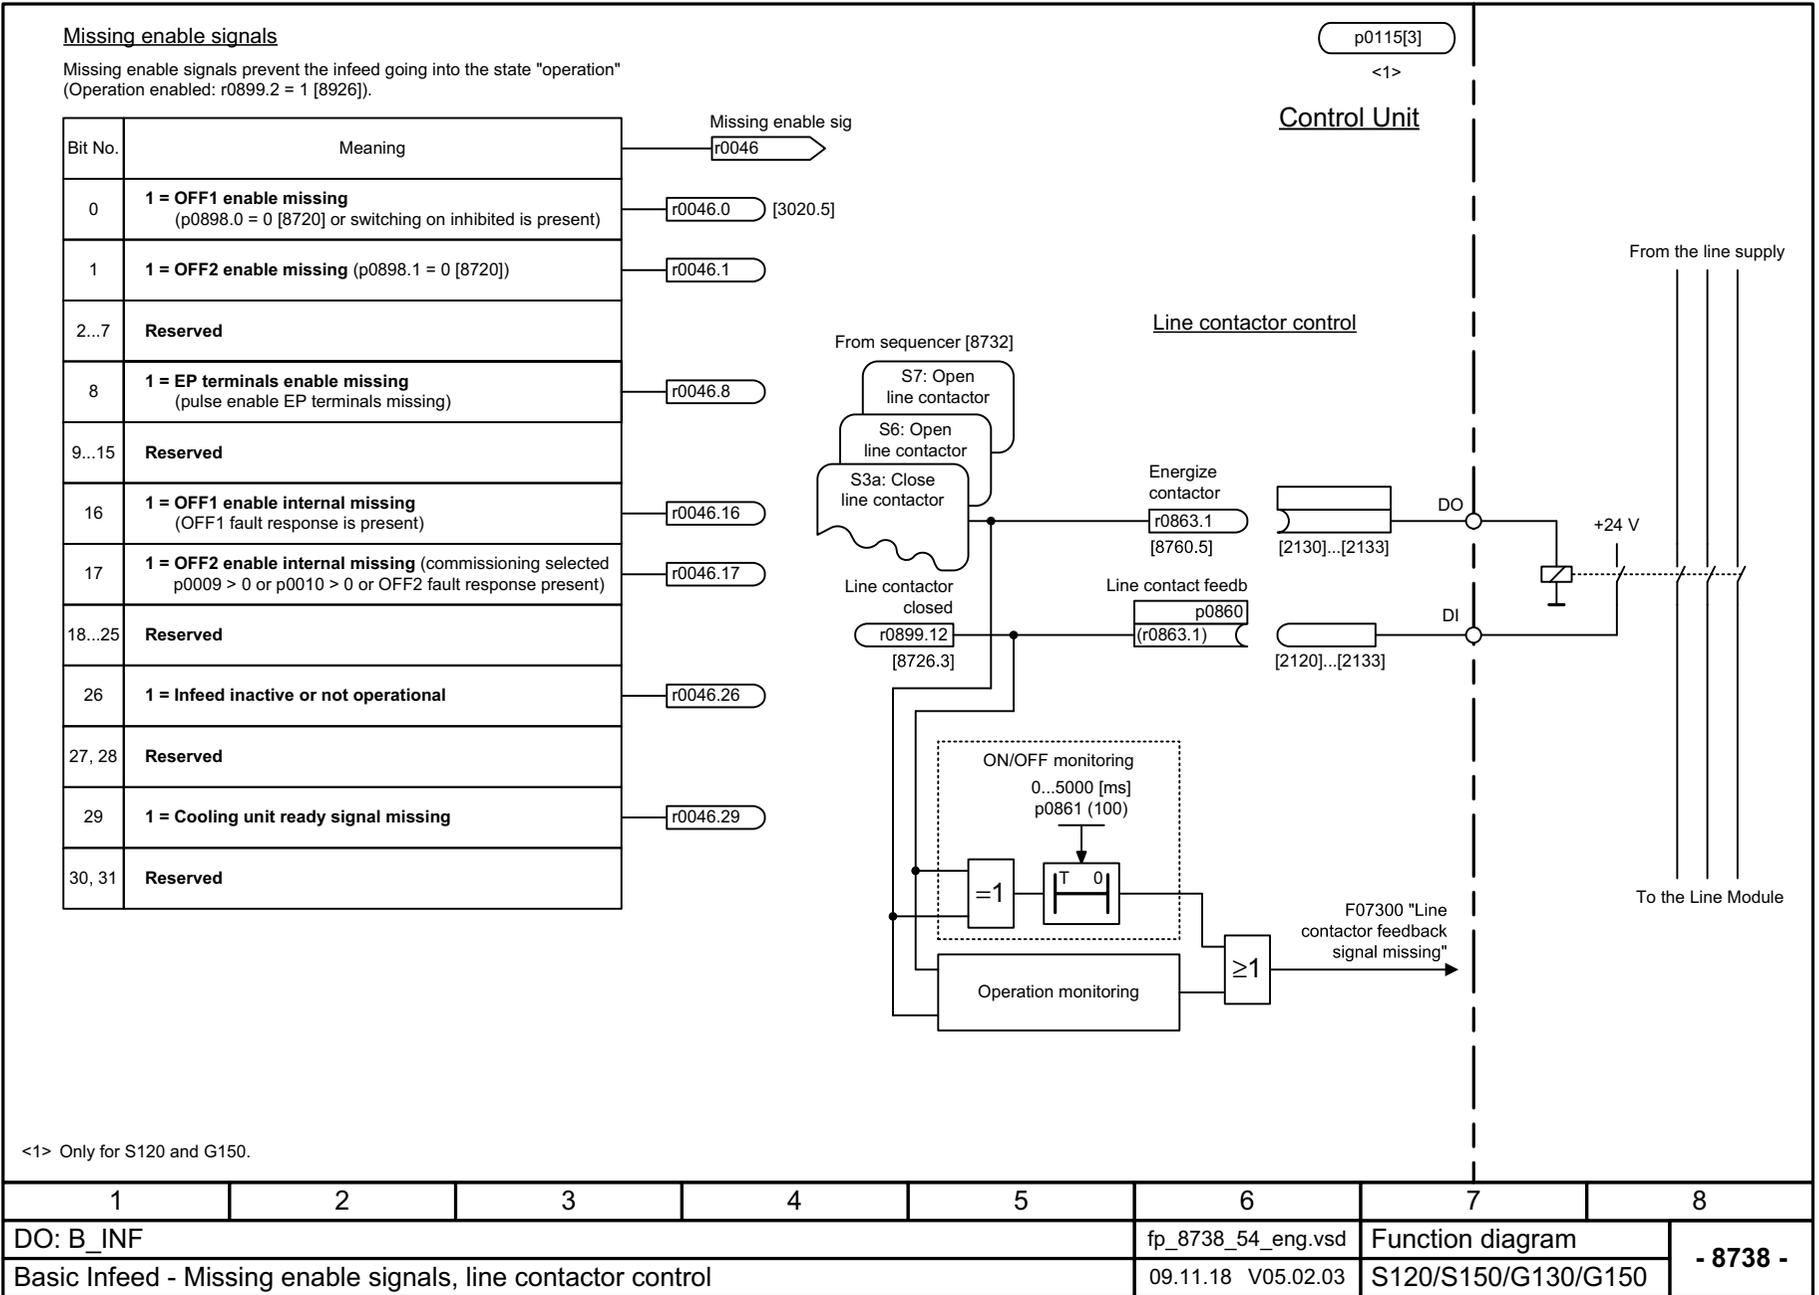 Missing enable signals
Missing enable signals prevent the infeed going into the state "operation"
(Operation enabled: r0899.2 = 1 [8926]).
p0115[3]
<1>
Control Unit
Missing enable sig
r0046
Bit No.
Meaning
0
1 = OFF1 enable missing
(p0898.0 = 0 [8720] or switching on inhibited is present)
r0046.0
[3020.5]
1
1 = OFF2 enable missing (p0898.1 = 0 [8720])
r0046.1
2...7
Reserved
8
1 = EP terminals enable missing
(pulse enable EP terminals missing)
r0046.8
9...15
Reserved
16
1 = OFF1 enable internal missing
(OFF1 fault response is present)
r0046.16
17
1 = OFF2 enable internal missing (commissioning selected
p0009 > 0 or p0010 > 0 or OFF2 fault response present)
r0046.17
18...25
Reserved
26
1 = Infeed inactive or not operational
r0046.26
27, 28
Reserved
29
1 = Cooling unit ready signal missing
r0046.29
30, 31
Reserved
Line contactor control
From sequencer [8732]
S7: Open
line contactor
S6: Open
line contactor
S3a: Close
line contactor
Energize
contactor
r0863.1
[8760.5]
[2130]...[2133]
DO
+24 V
From the line supply
Line contactor
closed
r0899.12
[8726.3]
Line contact feedb
p0860
(r0863.1)
[2120]...[2133]
DI
ON/OFF monitoring
0...5000 [ms]
p0861 (100)
=1
T 0
Operation monitoring
≥1
F07300 "Line
contactor feedback
signal missing"
To the Line Module
<1> Only for S120 and G150.
1 2 3 4 5 6 7 8
DO: B_INF
fp_8738_54_eng.vsd
Function diagram
- 8738 -
Basic Infeed - Missing enable signals, line contactor control
09.11.18 V05.02.03
S120/S150/G130/G150